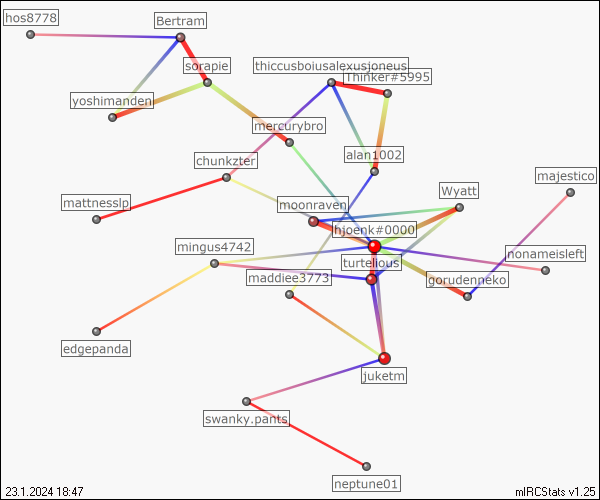 hos8778
Bertram
sorapie
thiccusboiusalexusjoneus
Thinker#5995
yoshimanden
mercurybro
alan1002
chunkzter
majestico
Wyatt
mattnesslp
moonraven
hjoenk#0000
mingus4742
nonameisleft
turtelious
maddiee3773
gorudenneko
edgepanda
juketm
swanky.pants
neptune01
23.1.2024 18:47
mIRCStats v1.25